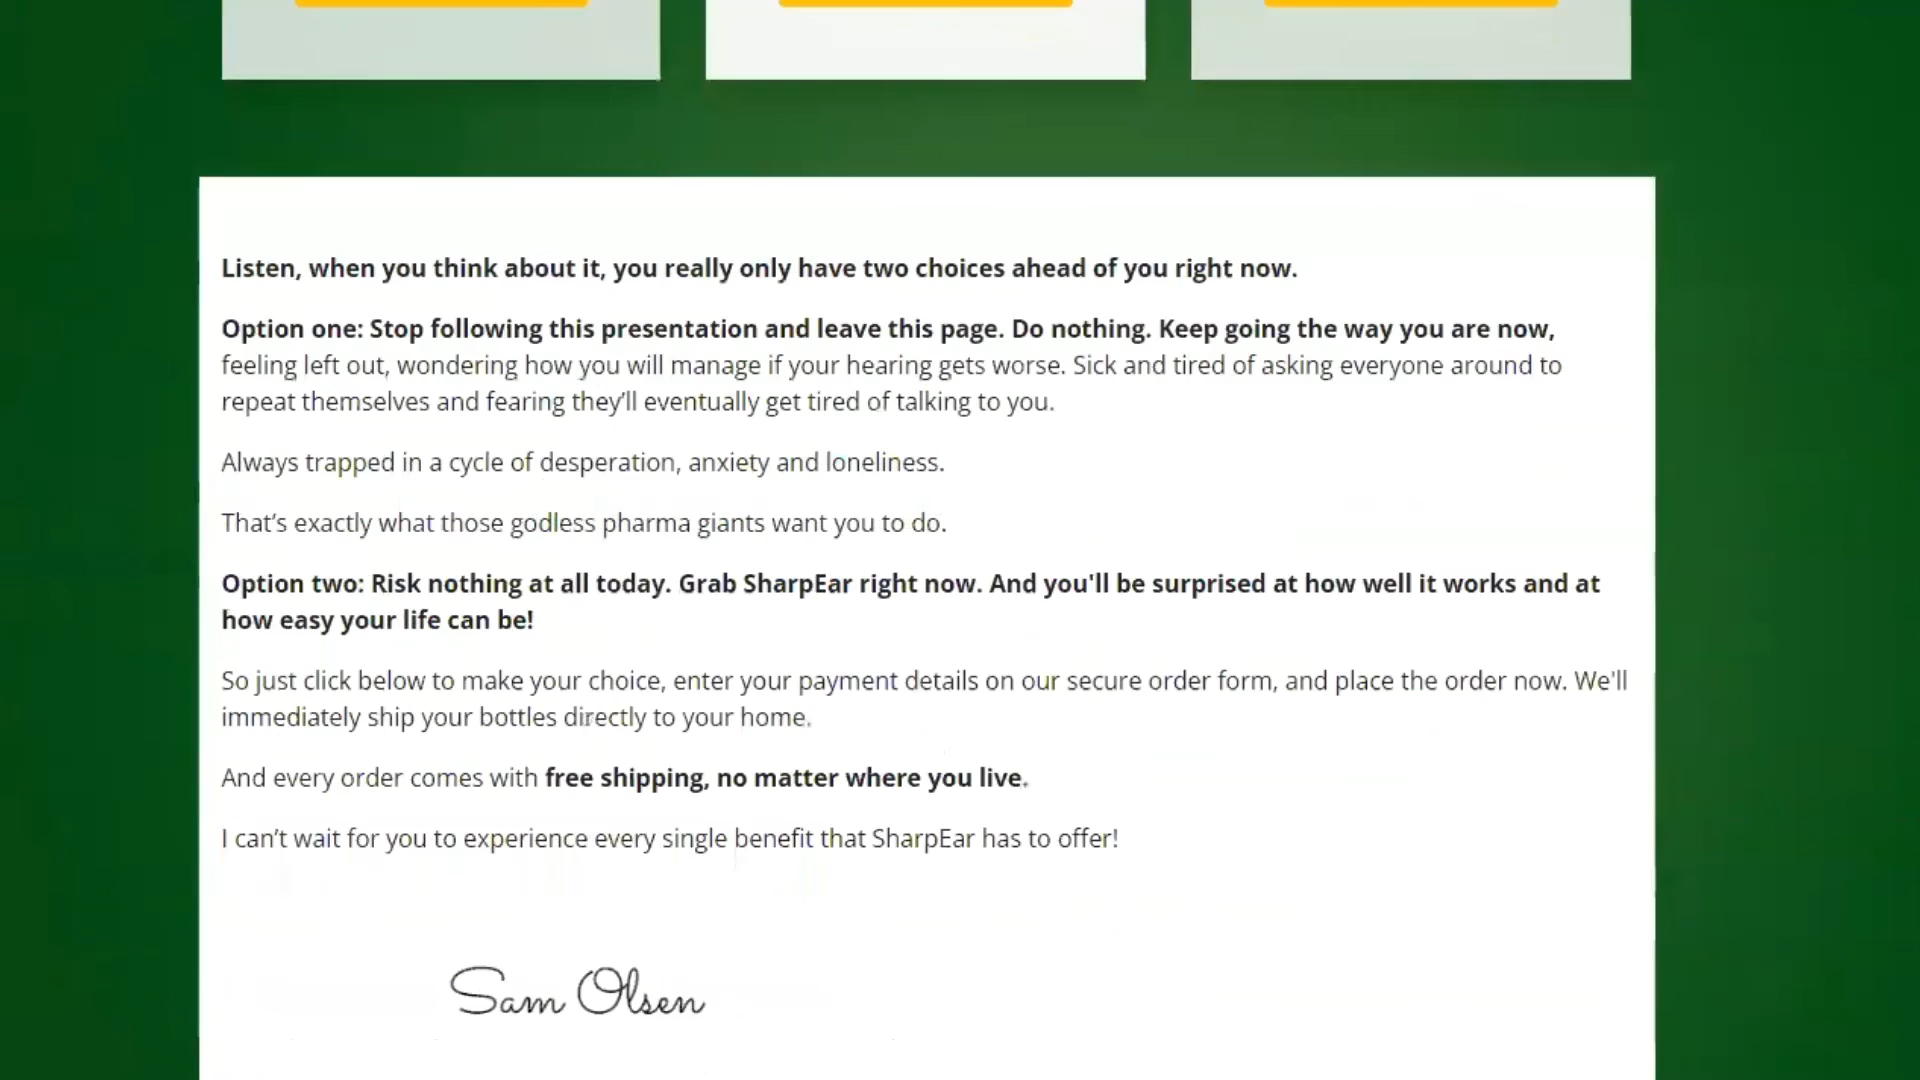 Listen, when you think about it, you really only have two choices ahead of you right now.
Option one: Stop following this presentation and leave this page. Do nothing. Keep going the way you are now,
feeling left out, wondering how you will manage if your hearing gets worse. Sick and tired of asking everyone around to
repeat themselves and fearing they’ll eventually get tired of talking to you.
Always trapped in a cycle of desperation, anxiety and loneliness.
That’s exactly what those godless pharma giants want you to do.
Option two: Risk nothing at all today. Grab SharpEar right now. And you'll be surprised at how well it works and at
how easy your life can be!
So just click below to make your choice, enter your payment details on our secure order form, and place the order now. We'll
immediately ship your bottles directly to your home.
And every order comes with free shipping, no matter where you live.
I can’t wait for you to experience every single benefit that SharpEar has to offer!
Sam Olsen